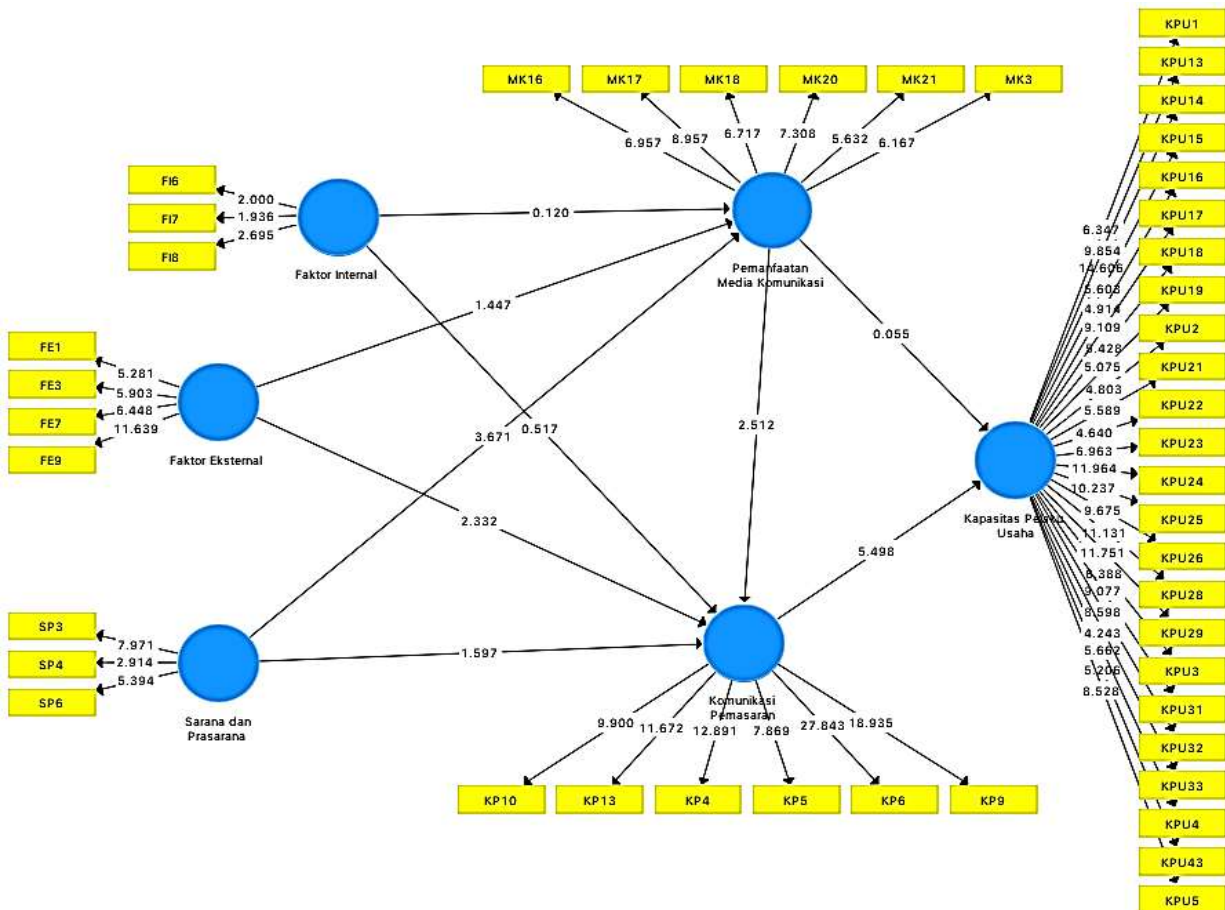 KPU1
KPU13
KPU14
KPU15
KPU16
KPU17
KPU18
KPU19
KPU2
KPU21
KPU22
KPU23
KPU24
KPU25
KPU26
KPU28
KPU29
KPU3
KPU31
KPU32
KPU33
KPU4
KPU43
KPU5
MK16
MK17
MK18
MK20
MK21
MK3
6.957
8.957
6.717
7.308
5.632
6.167
Pemanfaatan
Media Komunikasi
FI6
FI7
FI8
2.000
1.936
2.695
Faktor Internal
0.120
1.447
0.055
FE1
FE3
FE7
FE9
5.281
5.903
6.448
11.639
Faktor Eksternal
3.671
0.517
2.512
2.332
SP3
SP4
SP6
7.971
2.914
5.394
Sarana dan
Prasarana
1.597
5.498
Komunikasi
Pemasaran
9.900
11.672
12.891
7.869
27.843
18.935
KP10
KP13
KP4
KP5
KP6
KP9
Kapasitas
Usaha
6.347
9.854
4.914
9.109
5.075
4.803
5.589
4.640
6.963
11.964
10.237
9.675
11.131
11.751
9.077
8.598
4.243
5.662
5.206
8.528